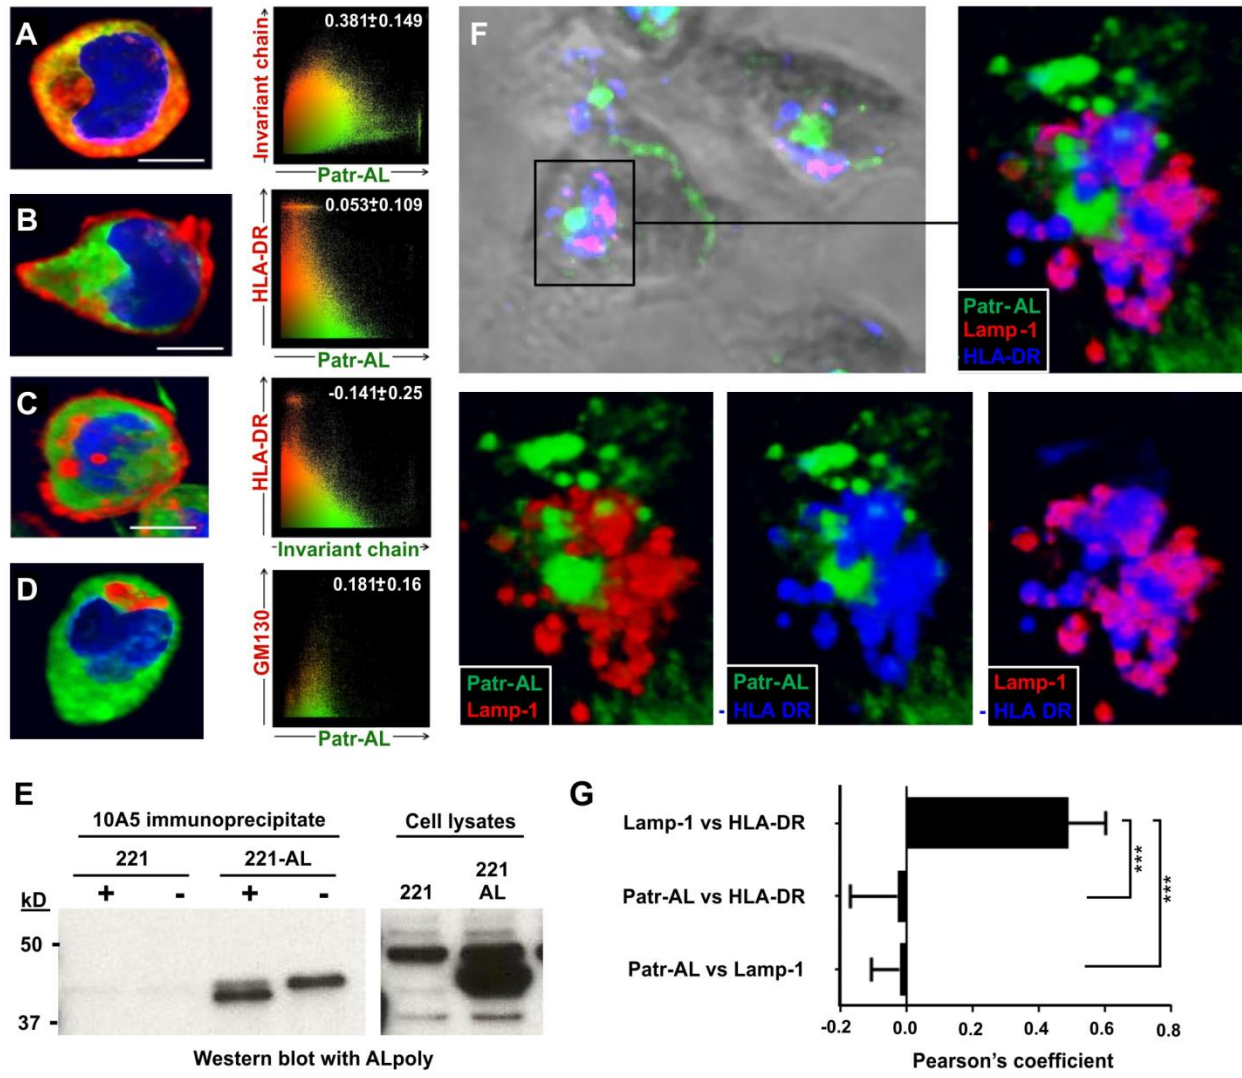 A
Invariant chain
0.381±0.149
Patr-AL
B
HLA-DR
0.053±0.109
Patr-AL
C
HLA-DR
-0.141±0.25
Invariant chain
D
GM130
0.181±0.16
Patr-AL
F
Patr-AL
Lamp-1
HLA-DR
Patr-AL
Lamp-1
Patr-AL
- HLA DR
Lamp-1
- HLA DR
E
10A5 immunoprecipitate
Cell lysates
221
221-AL
221
221
AL
kD
+
-
+
-
50
37
Western blot with ALpoly
G
Lamp-1 vs HLA-DR
Patr-AL vs HLA-DR
Patr-AL vs Lamp-1
***
***
-0.2
0.0
0.2
0.4
0.6
0.8
Pearson's coefficient